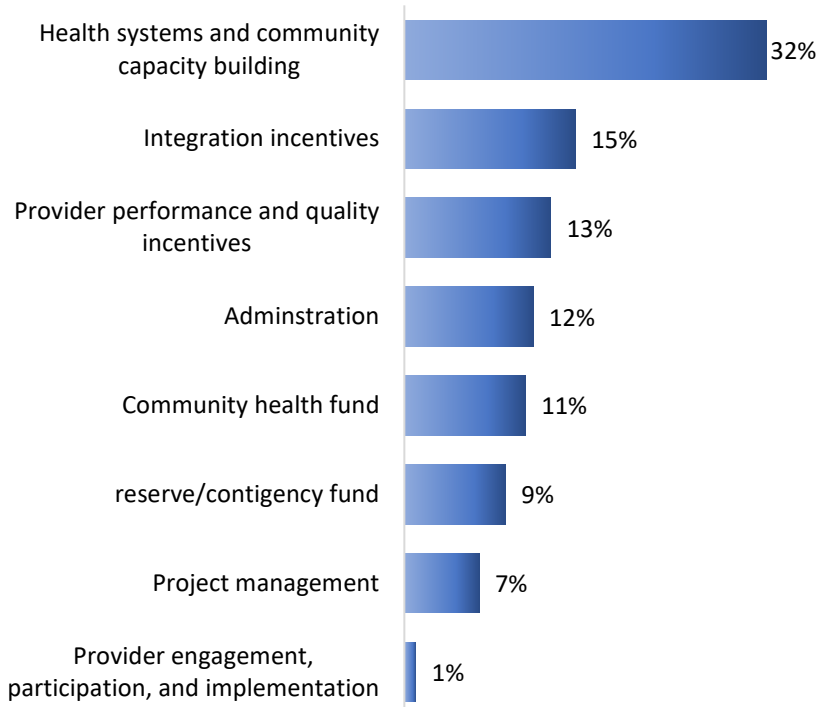 Health systems and community
capacity building
32%
Integration incentives
15%
Provider performance and quality
incentives
13%
Adminstration
12%
Community health fund
11%
reserve/contigency fund
9%
Project management
7%
Provider engagement,
participation, and implementation
1%